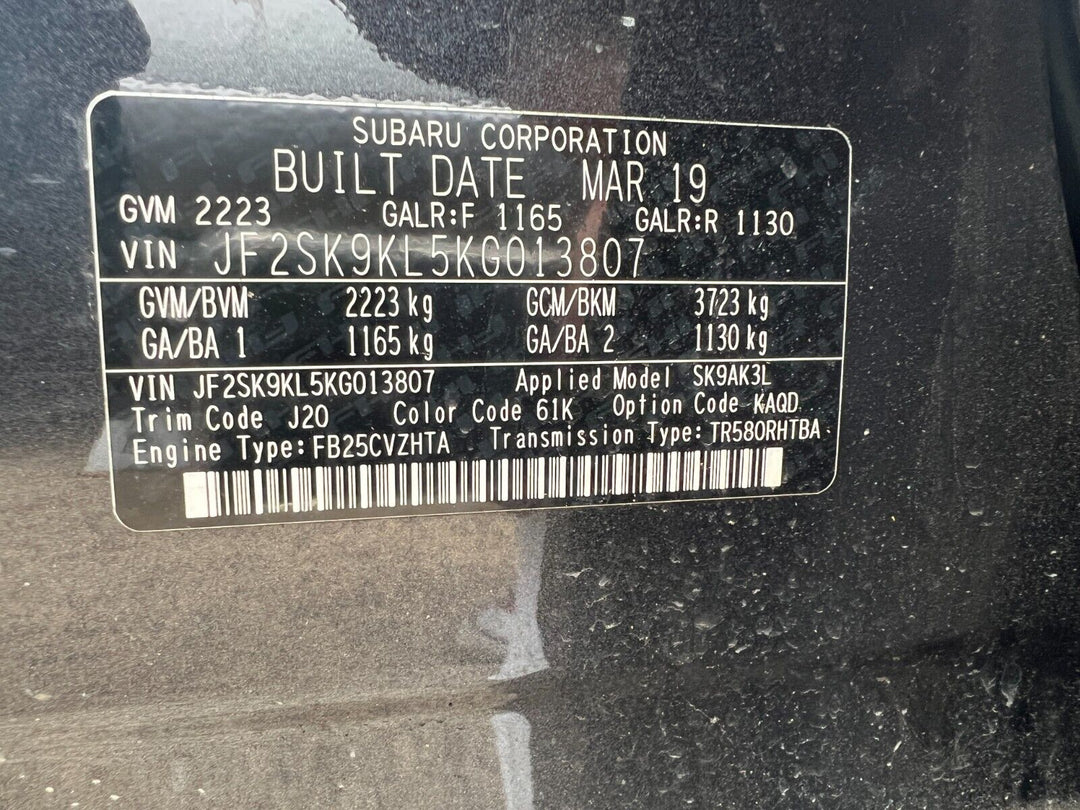 SUBARU CORPORATION
BUILT DATE MAR 19
GVM 2223 GALR:F 1165 GALR:R 1130
VIN JF2SK9KL5KG013807
GVM/BVM 2223 kg GCM/BKM 3723 kg
GA/BA 1 1165 kg GA/BA 2 1130 kg
VIN JF2SK9KL5KG013807 Applied Model SK9AK3L
Trim Code J20 Color Code 61K Option Code KAQD
Engine Type: FB25CVZHTA Transmission Type: TR580RHTBA